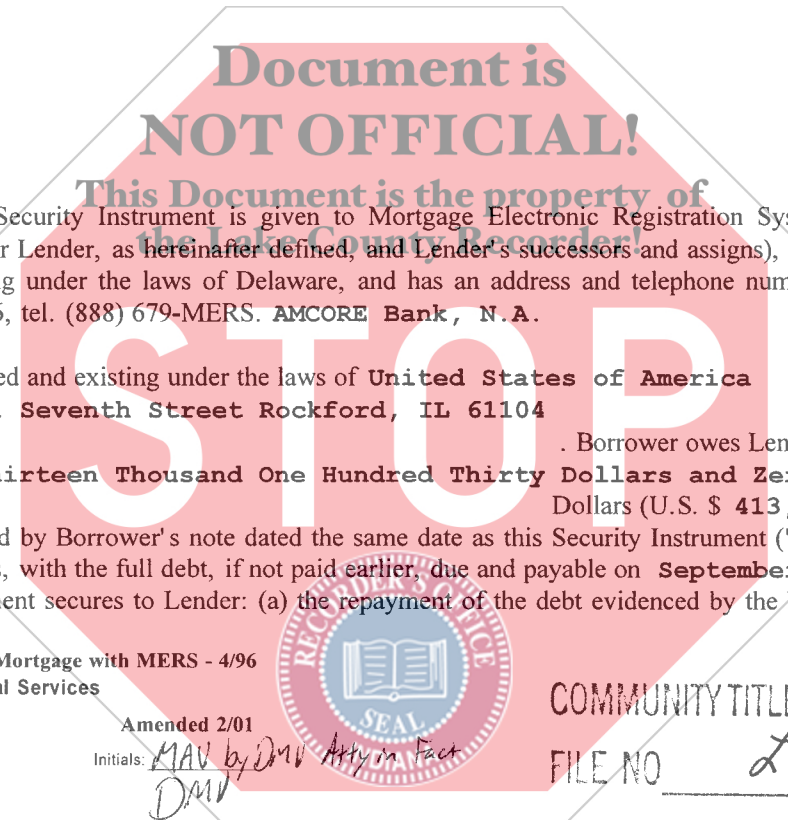 Document is
NOT OFFICIAL!
This Document is the property of
the Lake County Recorder!
Security Instrument is given to Mortgage Electronic Registration Sys
r Lender, as hereinafter defined, and Lender's successors and assigns),
g under the laws of Delaware, and has an address and telephone num
, tel. (888) 679-MERS. AMCORE Bank, N.A.
ed and existing under the laws of United States of America
Seventh Street Rockford, IL 61104
. Borrower owes Len
irteen Thousand One Hundred Thirty Dollars and Zer
Dollars (U.S. $ 413,
d by Borrower's note dated the same date as this Security Instrument ("
, with the full debt, if not paid earlier, due and payable on September
ent secures to Lender: (a) the repayment of the debt evidenced by the
STOP
RECORDER'S OFFICE
SEAL
INDIANA
Mortgage with MERS - 4/96
al Services
Amended 2/01
Initials: MAV by DMV Atty in Fact
DMV
COMMUNITY TITLE
FILE NO L